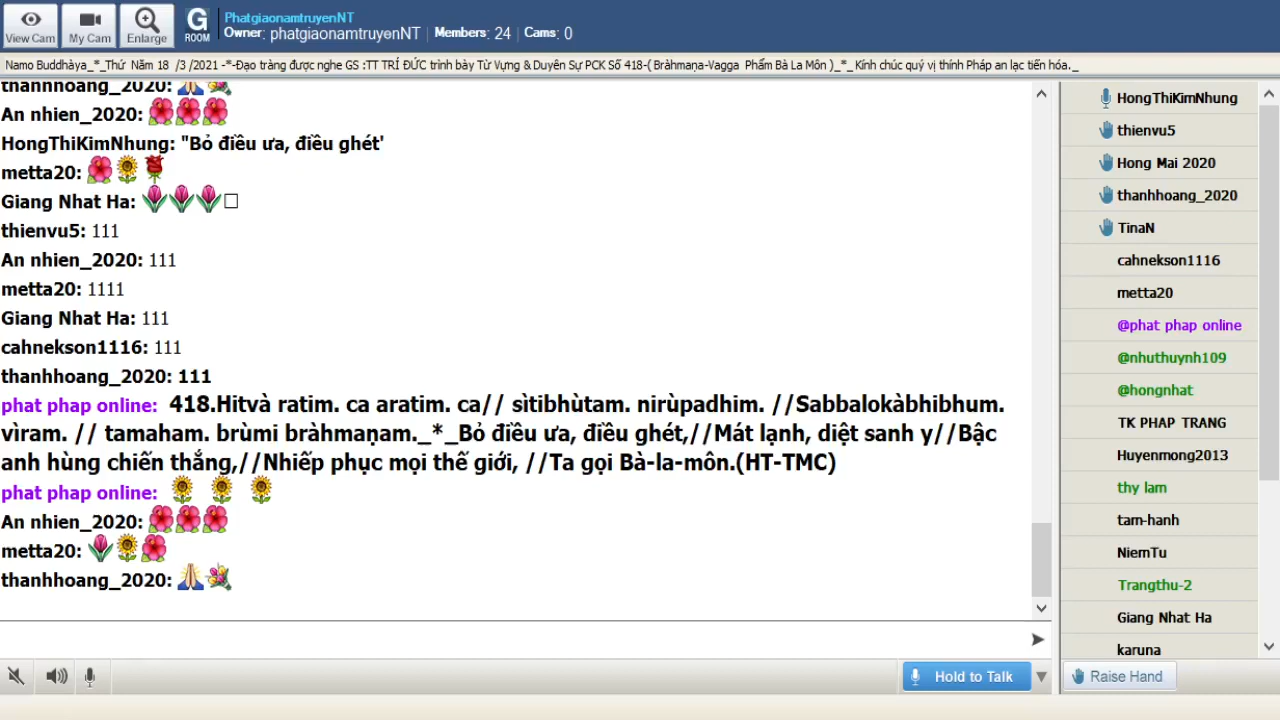 View Cam
My Cam
Enlarge
G
ROOM
PhatgiaonamtruyenNT
Owner: phatgiaonamtruyenNT | Members: 24 | Cams: 0
Namo Buddhàya_*_Thứ Năm 18 /3 /2021 -*-Đạo tràng được nghe GS :TT TRÍ ĐỨC trình bày Từ Vựng & Duyên Sự PCK Số 418-( Bràhmaṇa-Vagga Phẩm Bà La Môn )_*_ Kính chúc quý vị thính Pháp an lạc tiến hóa._
thanhhoang_2020:
An nhien_2020:
HongThiKimNhung: "Bỏ điều ưa, điều ghét'
metta20:
Giang Nhat Ha:
thienvu5: 111
An nhien_2020: 111
metta20: 1111
Giang Nhat Ha: 111
cahnekson1116: 111
thanhhoang_2020: 111
phat phap online: 418.Hitvà ratim. ca aratim. ca// sìtibhùtam. nirùpadhim. //Sabbalokàbhibhum.
vìram. // tamaham. brùmi bràhmaṇam._*_Bỏ điều ưa, điều ghét,//Mát lạnh, diệt sanh y//Bậc
anh hùng chiến thắng,//Nhiếp phục mọi thế giới, //Ta gọi Bà-la-môn.(HT-TMC)
phat phap online:
An nhien_2020:
metta20:
thanhhoang_2020:
Hold to Talk
HongThiKimNhung
thienvu5
Hong Mai 2020
thanhhoang_2020
TinaN
cahnekson1116
metta20
@phat phap online
@nhuthuynh109
@hongnhat
TK PHAP TRANG
Huyenmong2013
thy lam
tam-hanh
NiemTu
Trangthu-2
Giang Nhat Ha
karuna
Raise Hand